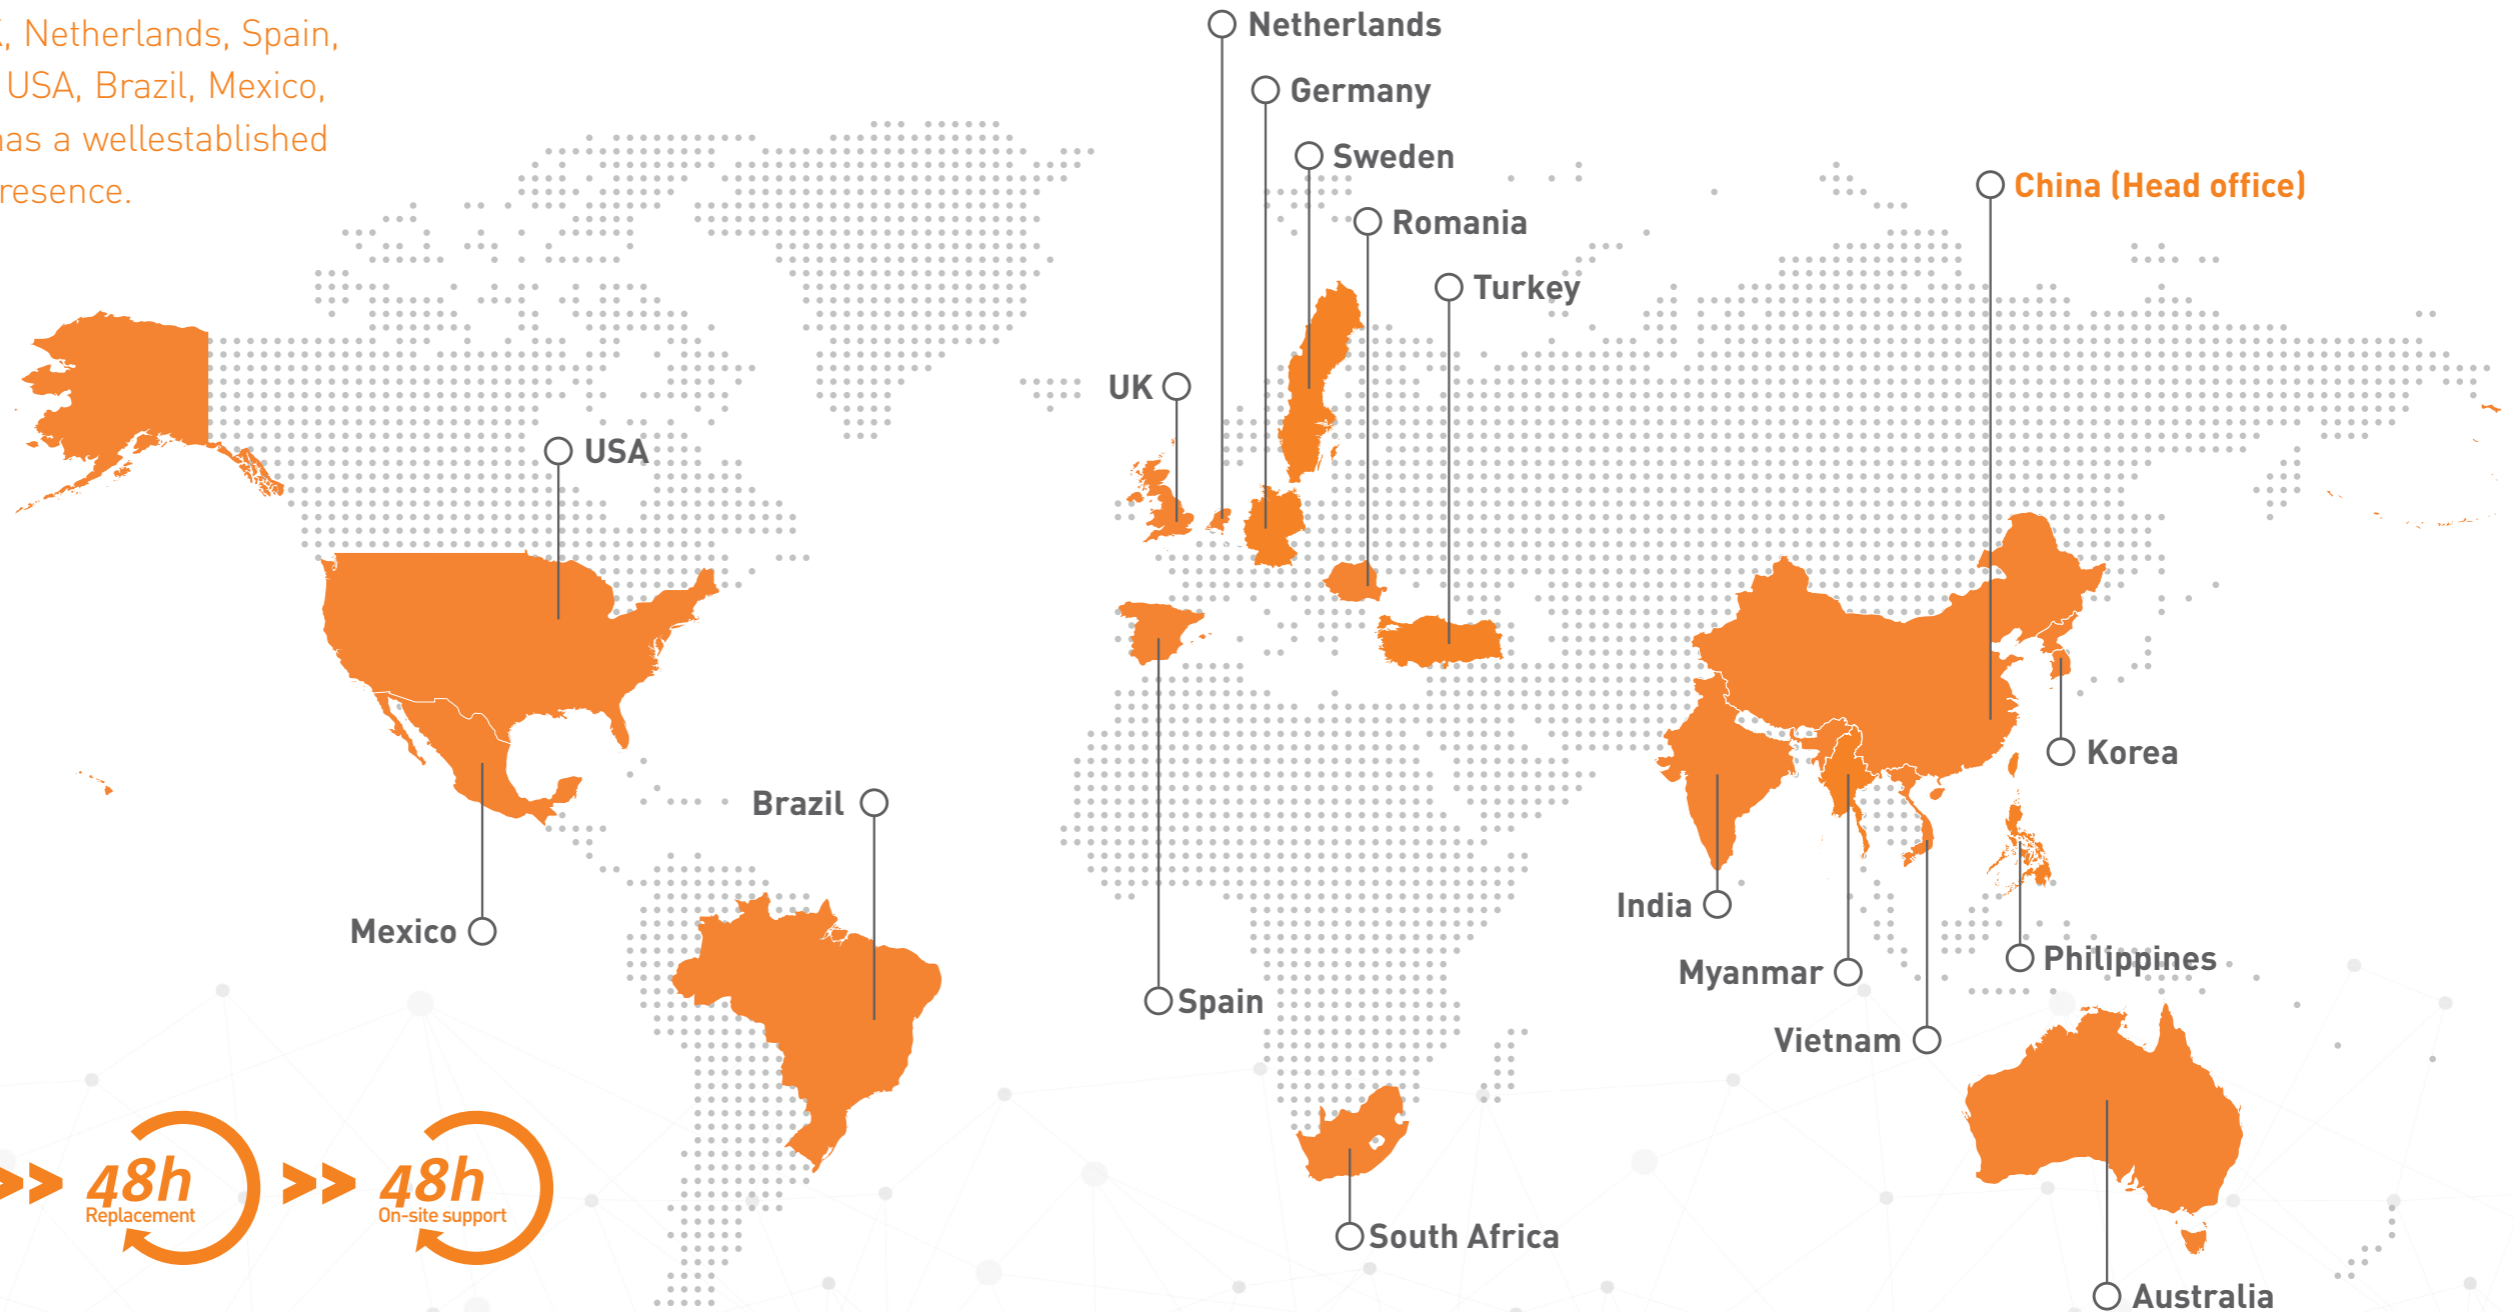 , Netherlands, Spain,
USA, Brazil, Mexico,
has a wellestablished
resence.
Netherlands
Germany
Sweden
China (Head office)
Romania
Turkey
UK
USA
Korea
Brazil
India
Mexico
Philippines
Myanmar
Spain
Vietnam
>> 48h
Replacement
>> 48h
On-site support
South Africa
Australia